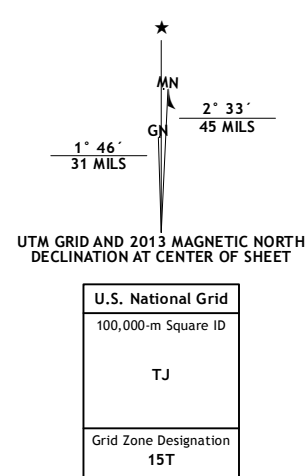 ★
MN
2° 33´
45 MILS
GN
1° 46´
31 MILS
UTM GRID AND 2013 MAGNETIC NORTH
DECLINATION AT CENTER OF SHEET
U.S. National Grid
100,000-m Square ID
TJ
Grid Zone Designation
15T